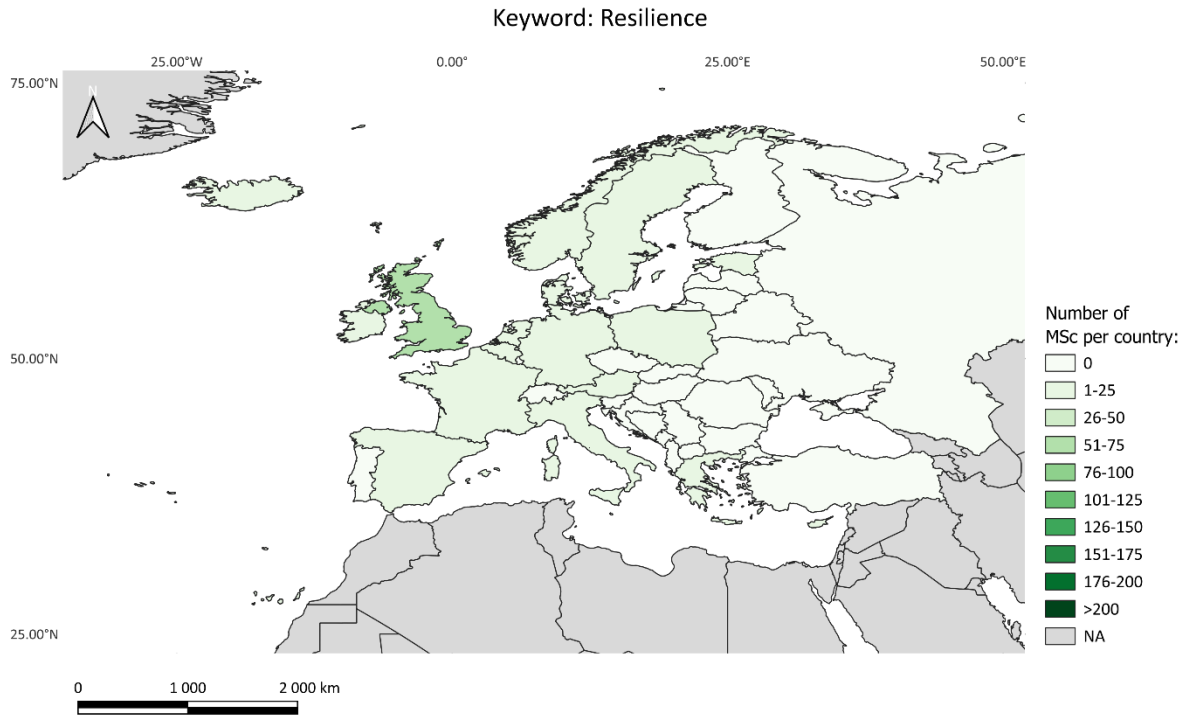 Keyword: Resilience
25.00°W 0.00° 25.00°E 50.00°E
75.00°N
N
50.00°N
25.00°N
Number of
MSc per country:
0
1-25
26-50
51-75
76-100
101-125
126-150
151-175
176-200
>200
NA
0 1 000 2 000 km